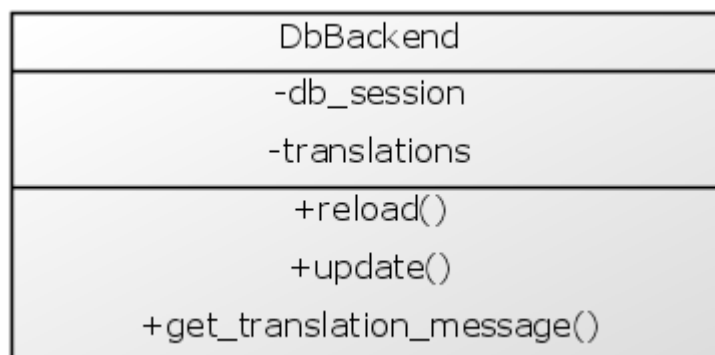 DbBackend
-db_session
-translations
+reload()
+update()
+get_translation_message()